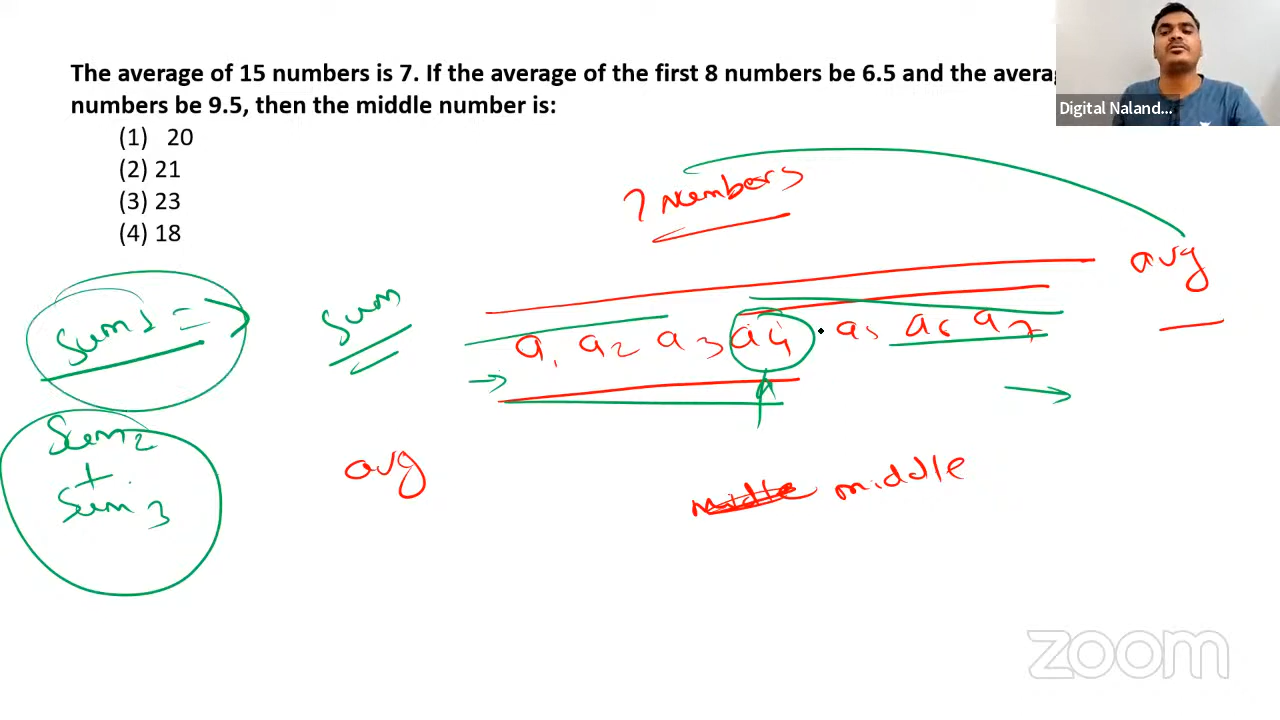 The average of 15 numbers is 7. If the average of the first 8 numbers be 6.5 and the avera
numbers be 9.5, then the middle number is:
(1) 20
(2) 21
(3) 23
(4) 18
Digital Naland...
7 numbers
avg
Sum1 =
Sum
a1 a2 a3 a4 a5 a6 a7
Sum2
+
Sum3
avg
middle middle
zoom